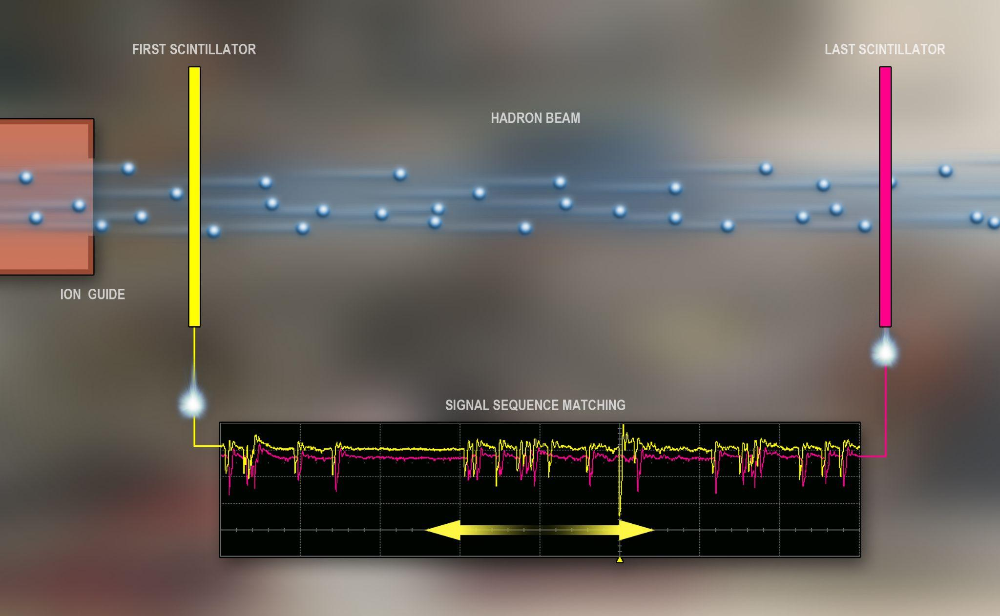 FIRST SCINTILLATOR
LAST SCINTILLATOR
HADRON BEAM
ION GUIDE
SIGNAL SEQUENCE MATCHING